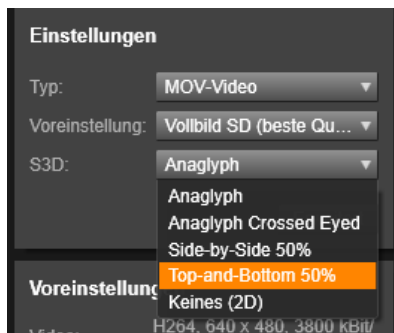 Einstellungen
Typ: MOV-Video
Voreinstellung: Vollbild SD (beste Qu...
S3D: Anaglyph
Anaglyph
Anaglyph Crossed Eyed
Side-by-Side 50%
Top-and-Bottom 50%
Voreinstellung Keines (2D)
Video: H264, 640 x 480, 3800 kBit/